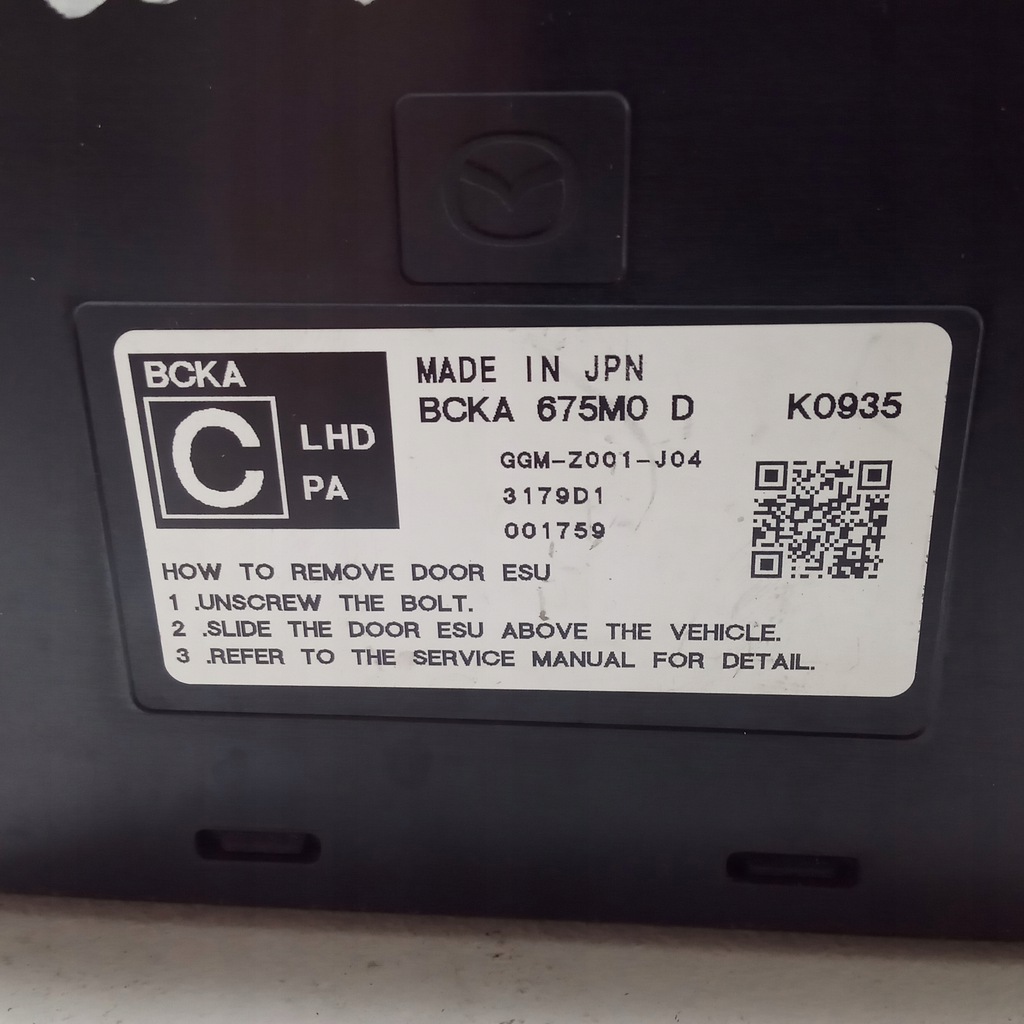 BCKA
C
LHD
PA
MADE IN JPN
BCKA 675M0 D
K0935
GGM-Z001-J04
3179D1
001759
HOW TO REMOVE DOOR ESU
1 .UNSCREW THE BOLT.
2 .SLIDE THE DOOR ESU ABOVE THE VEHICLE.
3 .REFER TO THE SERVICE MANUAL FOR DETAIL.